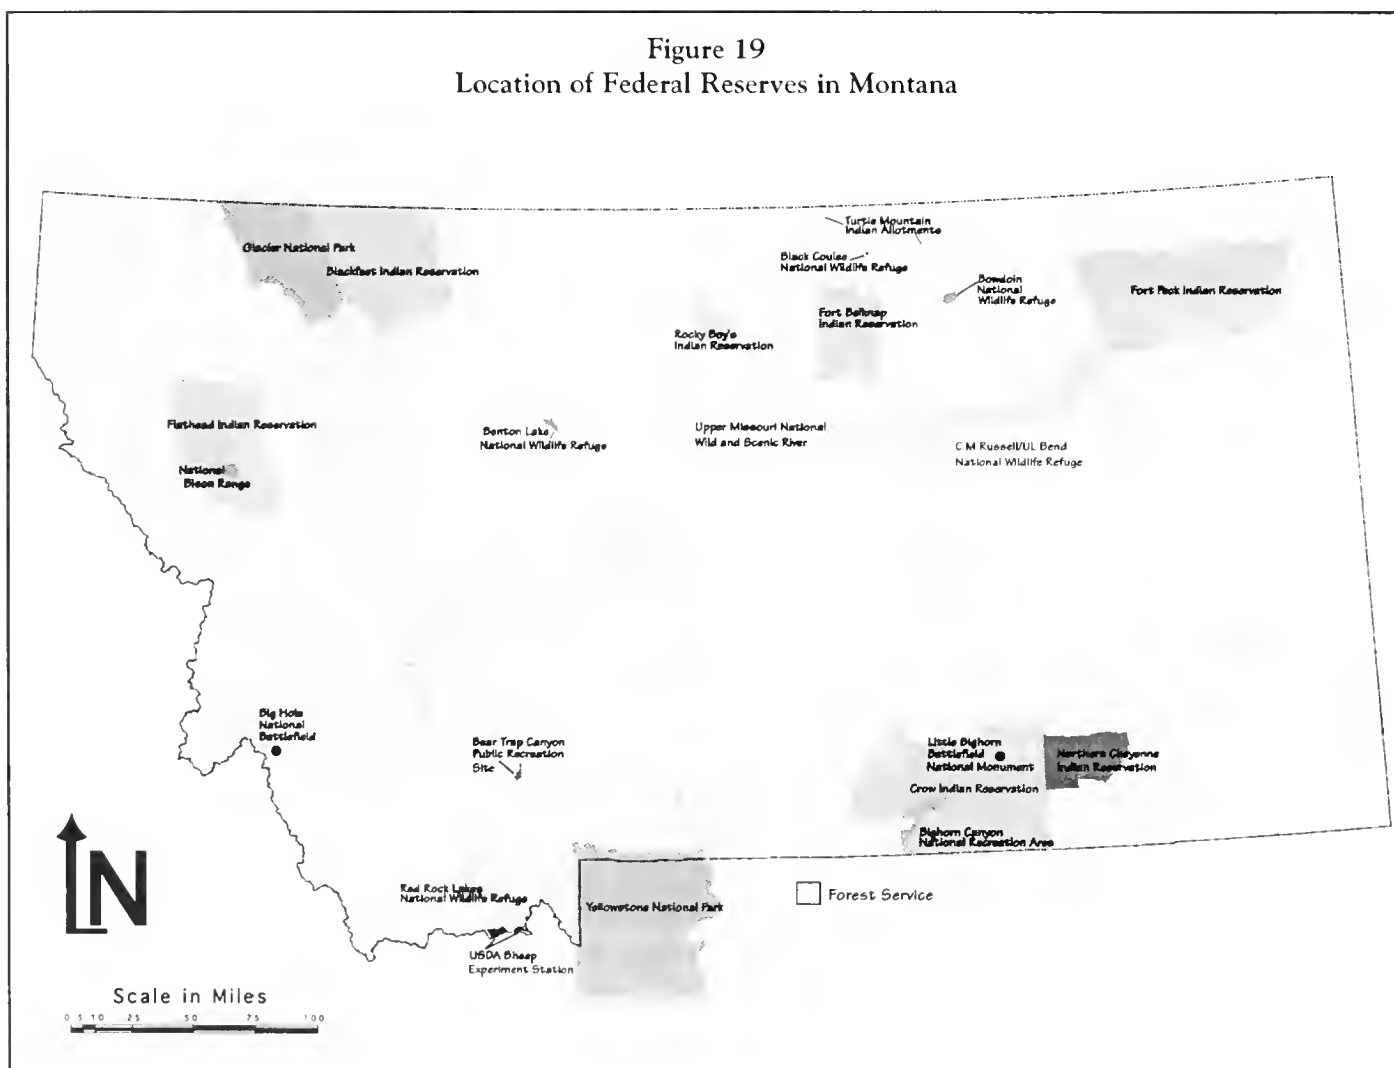 Figure 19
Location of Federal Reserves in Montana
Turtle Mountain
Indian Allotments
Glacier National Park
Black Coulee
National Wildlife Refuge
Blackfeet Indian Reservation
Bowdoin
National
Wildlife Refuge
Fort Peck Indian Reservation
Fort Belknap
Indian Reservation
Rocky Boy's
Indian Reservation
Flathead Indian Reservation
Benton Lake
National Wildlife Refuge
Upper Missouri National
Wild and Scenic River
C M Russell/UL Bend
National Wildlife Refuge
National
Bison Range
Big Hole
National
Battlefield
Bear Trap Canyon
Public Recreation
Site
Little Bighorn
Battlefield
National Monument
Northern Cheyenne
Indian Reservation
Crow Indian Reservation
Bighorn Canyon
National Recreation Area
N
Red Rock Lakes
National Wildlife Refuge
Yellowstone National Park
Forest Service
USDA Sheep
Experiment Station
Scale in Miles
0 5 10 25 50 75 100